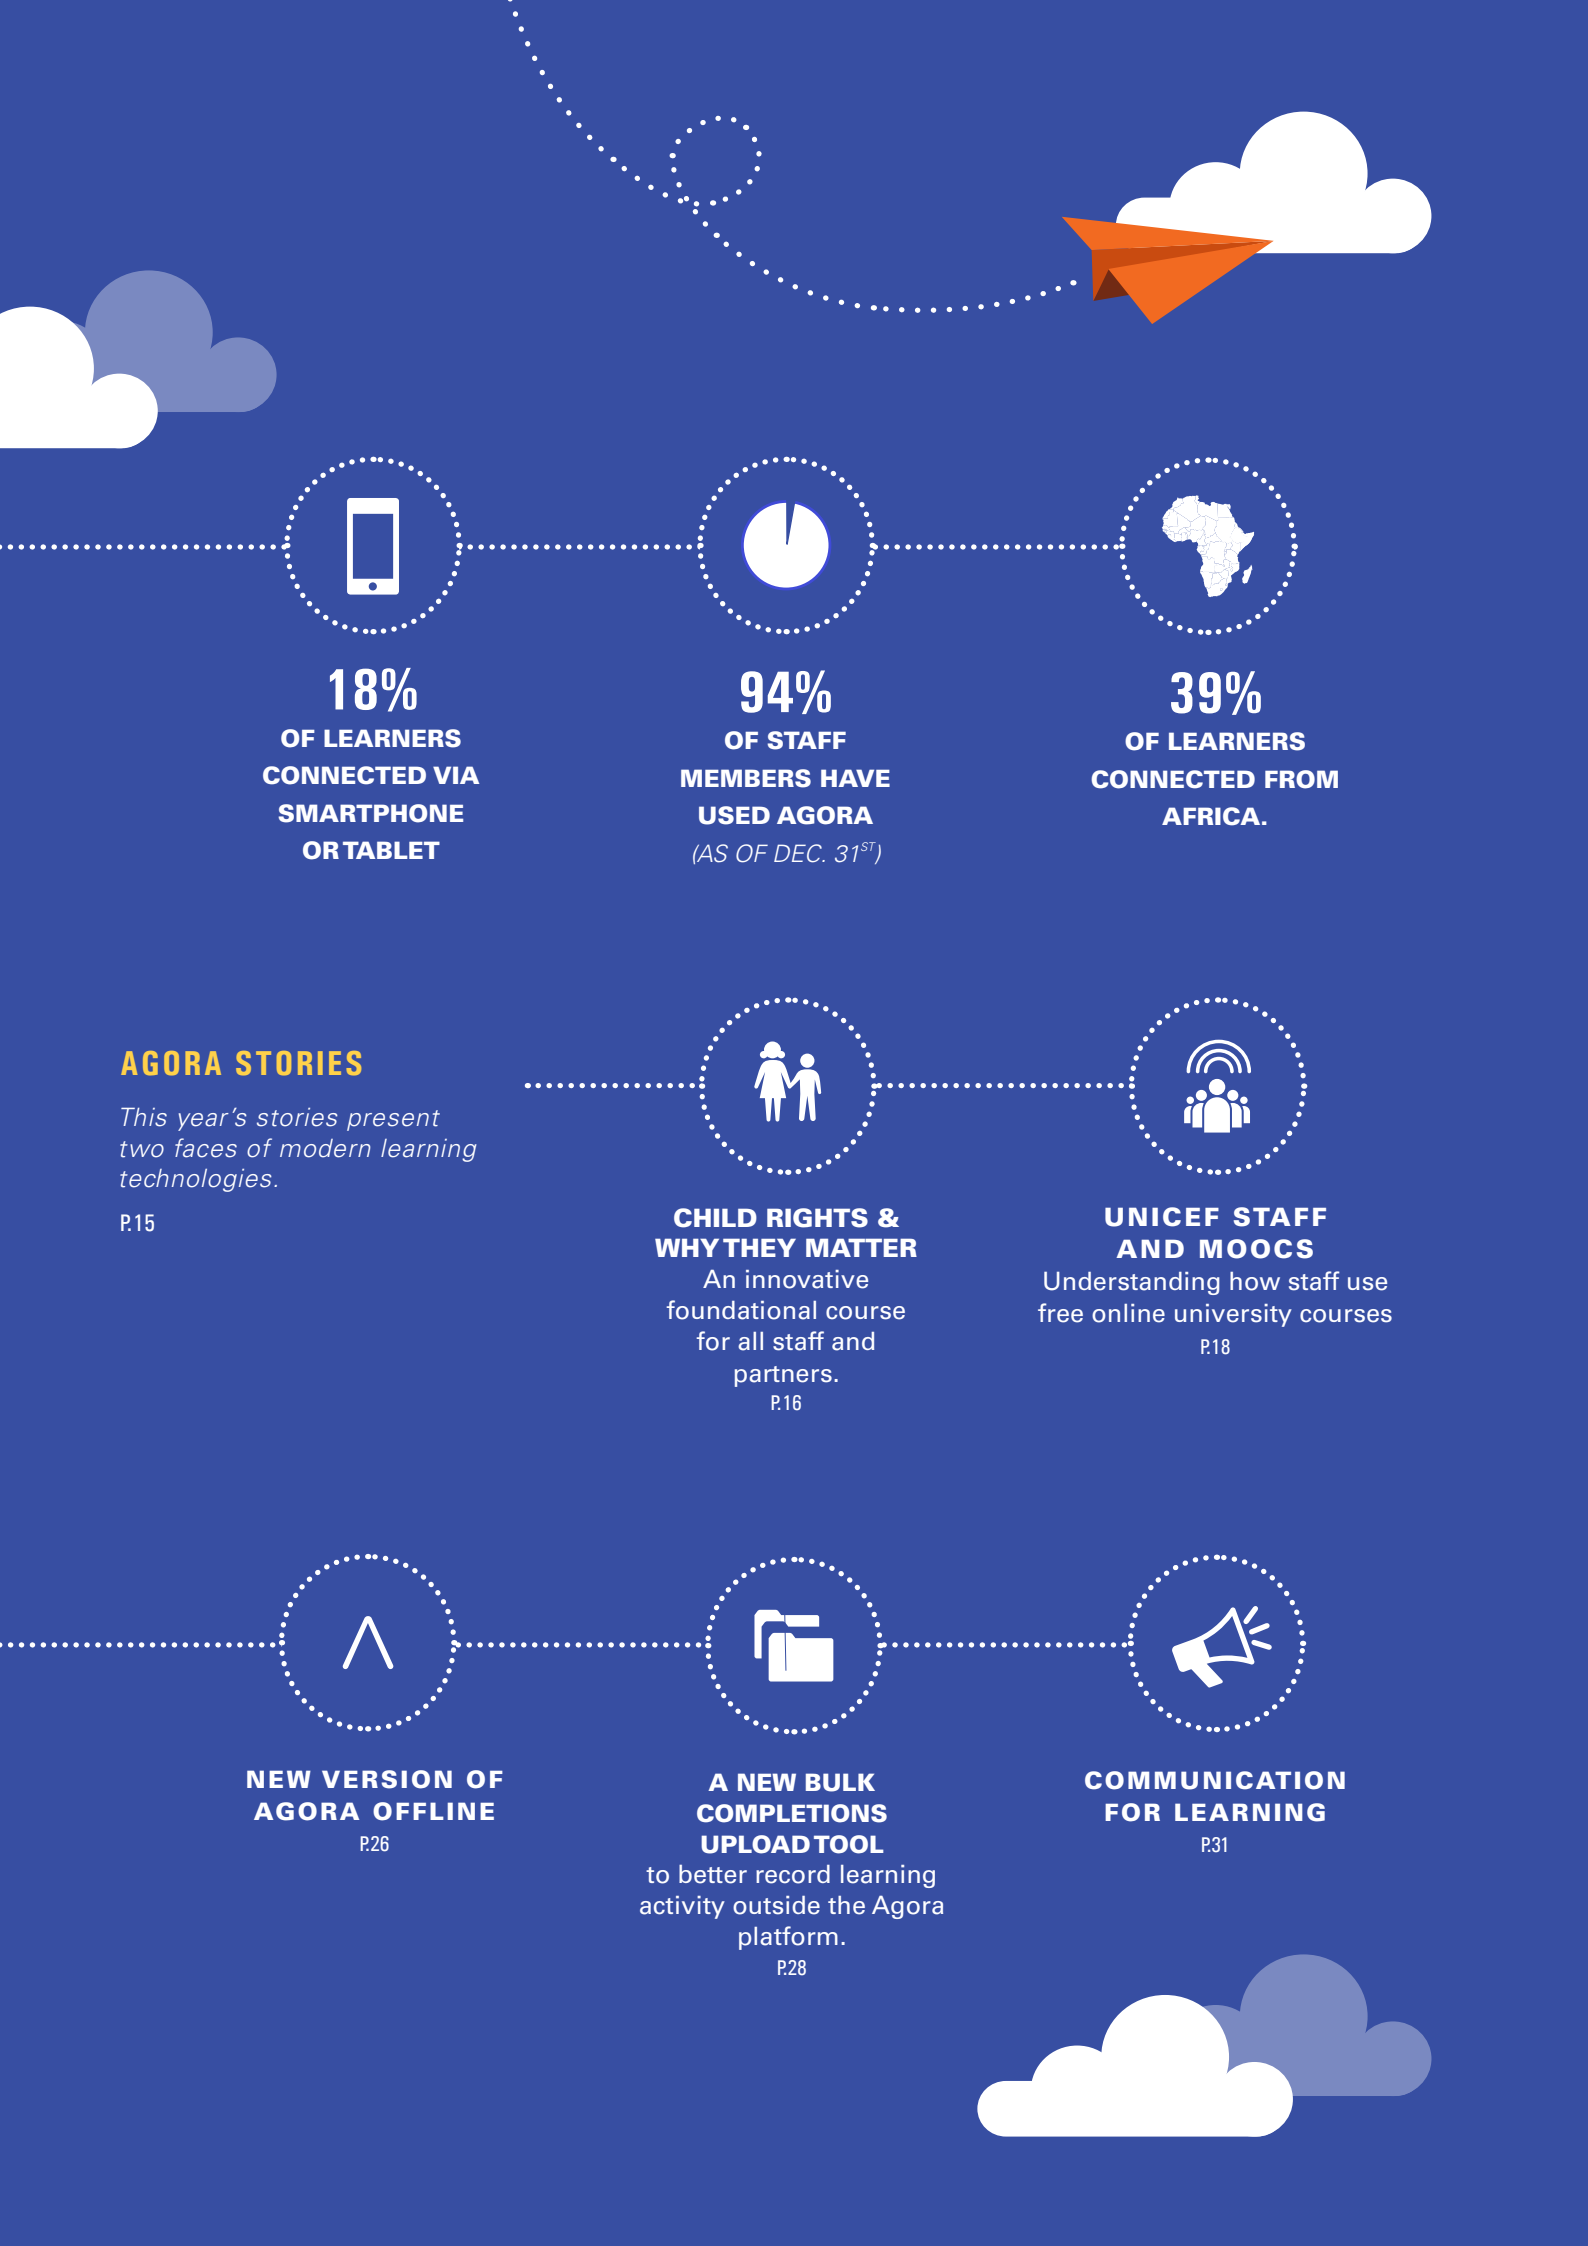 18%
OF LEARNERS
CONNECTED VIA
SMARTPHONE
OR TABLET
94%
OF STAFF
MEMBERS HAVE
USED AGORA
(AS OF DEC. 31ST)
39%
OF LEARNERS
CONNECTED FROM
AFRICA.
AGORA STORIES
This year's stories present
two faces of modern learning
technologies.
P.15
CHILD RIGHTS &
WHY THEY MATTER
An innovative
foundational course
for all staff and
partners.
P.16
UNICEF STAFF
AND MOOCS
Understanding how staff use
free online university courses
P.18
NEW VERSION OF
AGORA OFFLINE
P.26
A NEW BULK
COMPLETIONS
UPLOAD TOOL
to better record learning
activity outside the Agora
platform.
P.28
COMMUNICATION
FOR LEARNING
P.31